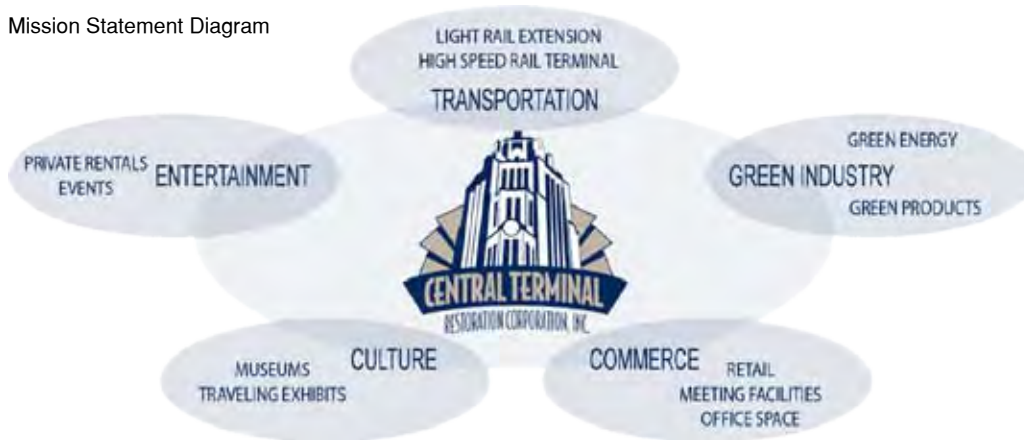 Mission Statement Diagram
LIGHT RAIL EXTENSION
HIGH SPEED RAIL TERMINAL
TRANSPORTATION
PRIVATE RENTALS
EVENTS
ENTERTAINMENT
GREEN ENERGY
GREEN INDUSTRY
GREEN PRODUCTS
CENTRAL TERMINAL
RESTORATION CORPORATION, INC.
MUSEUMS
TRAVELING EXHIBITS
CULTURE
COMMERCE
RETAIL
MEETING FACILITIES
OFFICE SPACE